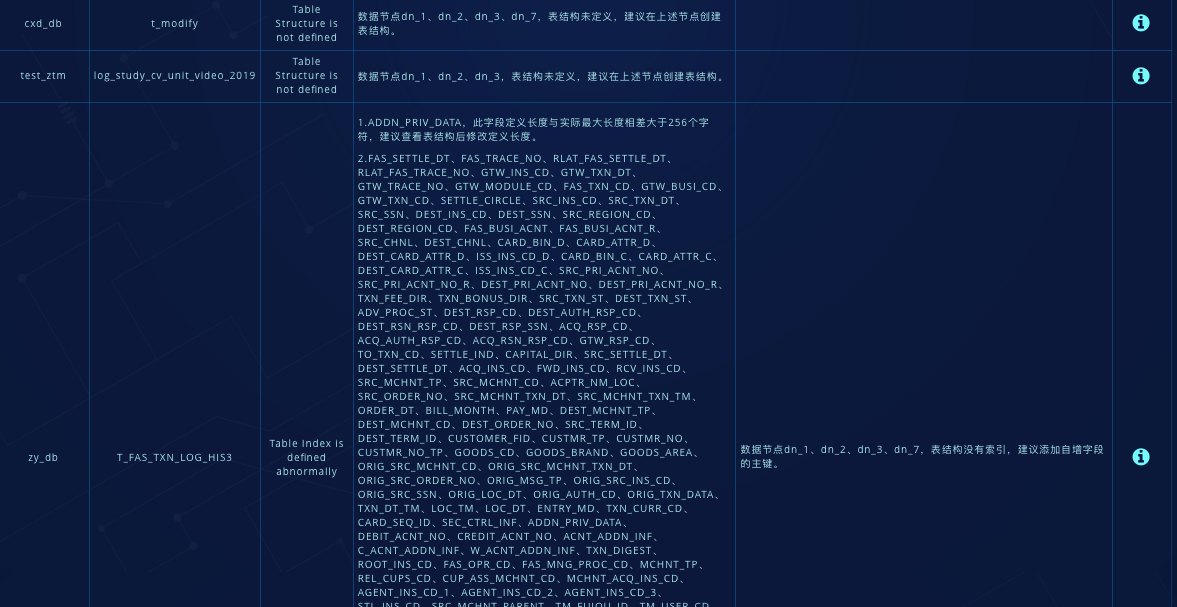 cxd_db
t_modify
Table
Structure is
not defined
数据节点dn_1、dn_2、dn_3、dn_7，表结构未定义，建议在上述节点创建
表结构。
test_ztm
log_study_cv_unit_video_2019
Table
Structure is
not defined
数据节点dn_1、dn_2、dn_3，表结构未定义，建议在上述节点创建表结构。
zy_db
T_FAS_TXN_LOG_HIS3
Table Index is
defined
abnormally
1.ADDN_PRIV_DATA，此字段定义长度与实际最大长度相差大于256个字
符，建议查看表结构后修改定义长度。
2.FAS_SETTLE_DT、FAS_TRACE_NO、RLAT_FAS_SETTLE_DT、
RLAT_FAS_TRACE_NO、GTW_INS_CD、GTW_TXN_DT、
GTW_TRACE_NO、GTW_MODULE_CD、FAS_TXN_CD、GTW_BUSI_CD、
GTW_TXN_CD、SETTLE_CIRCLE、SRC_INS_CD、SRC_TXN_DT、
SRC_SSN、DEST_INS_CD、DEST_SSN、SRC_REGION_CD、
DEST_REGION_CD、FAS_BUSI_ACNT、FAS_BUSI_ACNT_R、
SRC_CHNL、DEST_CHNL、CARD_BIN_D、CARD_ATTR_D、
DEST_CARD_ATTR_D、ISS_INS_CD_D、CARD_BIN_C、CARD_ATTR_C、
DEST_CARD_ATTR_C、ISS_INS_CD_C、SRC_PRI_ACNT_NO、
SRC_PRI_ACNT_NO_R、DEST_PRI_ACNT_NO、DEST_PRI_ACNT_NO_R、
TXN_FEE_DIR、TXN_BONUS_DIR、SRC_TXN_ST、DEST_TXN_ST、
ADV_PROC_ST、DEST_RSP_CD、DEST_AUTH_RSP_CD、
DEST_RSN_RSP_CD、DEST_RSP_SSN、ACQ_RSP_CD、
ACQ_AUTH_RSP_CD、ACQ_RSN_RSP_CD、GTW_RSP_CD、
TO_TXN_CD、SETTLE_IND、CAPITAL_DIR、SRC_SETTLE_DT、
DEST_SETTLE_DT、ACQ_INS_CD、FWD_INS_CD、RCV_INS_CD、
SRC_MCHNT_TP、SRC_MCHNT_CD、ACPTR_NM_LOC、
SRC_ORDER_NO、SRC_MCHNT_TXN_DT、SRC_MCHNT_TXN_TM、
ORDER_DT、BILL_MONTH、PAY_MD、DEST_MCHNT_TP、
DEST_MCHNT_CD、DEST_ORDER_NO、SRC_TERM_ID、
DEST_TERM_ID、CUSTOMER_FID、CUSTMR_TP、CUSTMR_NO、
CUSTMR_NO_TP、GOODS_CD、GOODS_BRAND、GOODS_AREA、
ORIG_SRC_MCHNT_CD、ORIG_SRC_MCHNT_TXN_DT、
ORIG_SRC_ORDER_NO、ORIG_MSG_TP、ORIG_SRC_INS_CD、
ORIG_SRC_SSN、ORIG_LOC_DT、ORIG_AUTH_CD、ORIG_TXN_DATA、
TXN_DT_TM、LOC_TM、LOC_DT、ENTRY_MD、TXN_CURR_CD、
CARD_SEQ_ID、SEC_CTRL_INF、ADDN_PRIV_DATA、
DEBIT_ACNT_NO、CREDIT_ACNT_NO、ACNT_ADDN_INF、
C_ACNT_ADDN_INF、W_ACNT_ADDN_INF、TXN_DIGEST、
ROOT_INS_CD、FAS_OPR_CD、FAS_MNG_PROC_CD、MCHNT_TP、
REL_CUPS_CD、CUP_ASS_MCHNT_CD、MCHNT_ACQ_INS_CD、
AGENT_INS_CD_1、AGENT_INS_CD_2、AGENT_INS_CD_3、
STL_INS_CD、SRC_MCHNT_PARENT、TM_FUIOU_ID、TM_USER_CD、
数据节点dn_1、dn_2、dn_3、dn_7，表结构没有索引，建议添加自增字段
的主键。